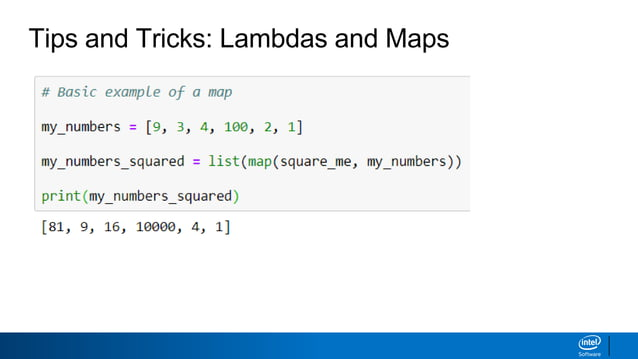 Tips and Tricks: Lambdas and Maps
# Basic example of a map
my_numbers = [9, 3, 4, 100, 2, 1]
my_numbers_squared = list(map(square_me, my_numbers))
print(my_numbers_squared)
[81, 9, 16, 10000, 4, 1]
intel
Software